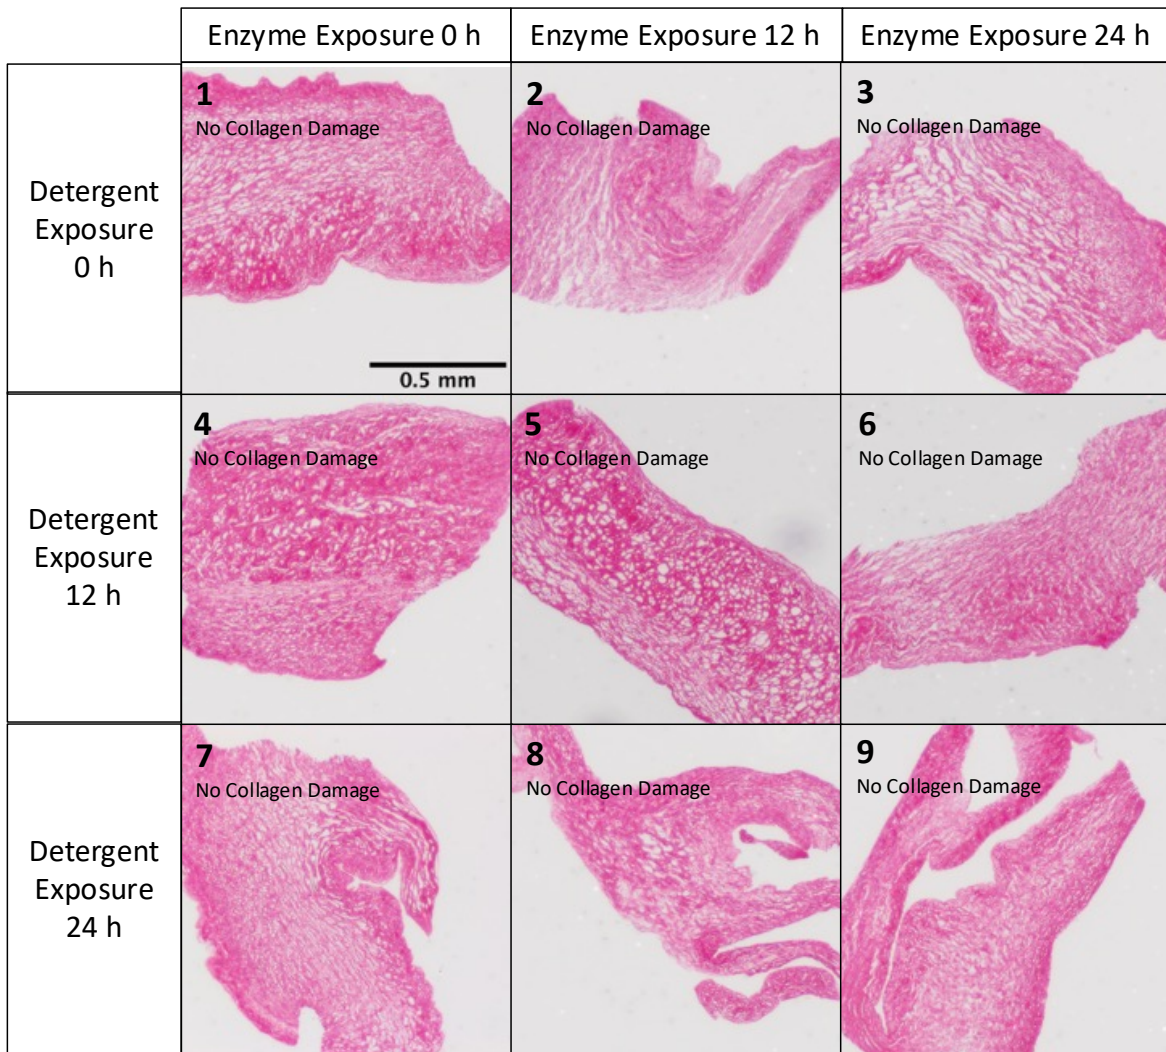 Enzyme Exposure 0 h
Enzyme Exposure 12 h
Enzyme Exposure 24 h
Detergent
Exposure
0 h
1
No Collagen Damage
0.5 mm
2
No Collagen Damage
3
No Collagen Damage
Detergent
Exposure
12 h
4
No Collagen Damage
5
No Collagen Damage
6
No Collagen Damage
Detergent
Exposure
24 h
7
No Collagen Damage
8
No Collagen Damage
9
No Collagen Damage